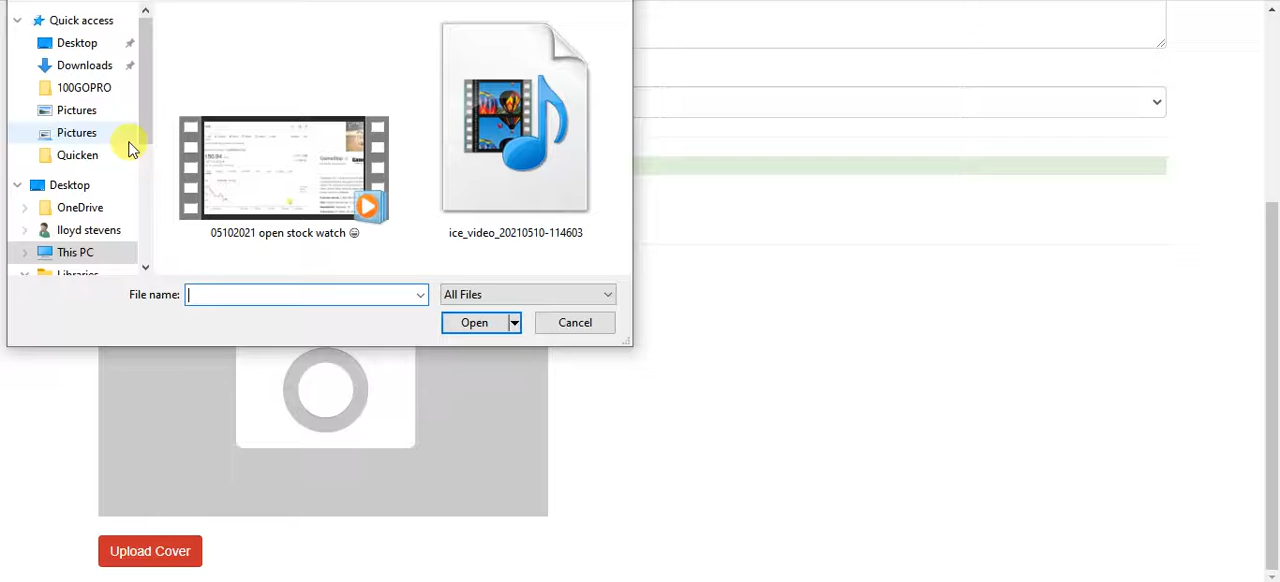 Quick access
Desktop
Downloads
100GOPRO
Pictures
Pictures
Quicken
Desktop
OneDrive
lloyd stevens
This PC
Libraries
05102021 open stock watch 😀
ice_video_20210510-114603
File name:
All Files
Open
Cancel
Upload Cover